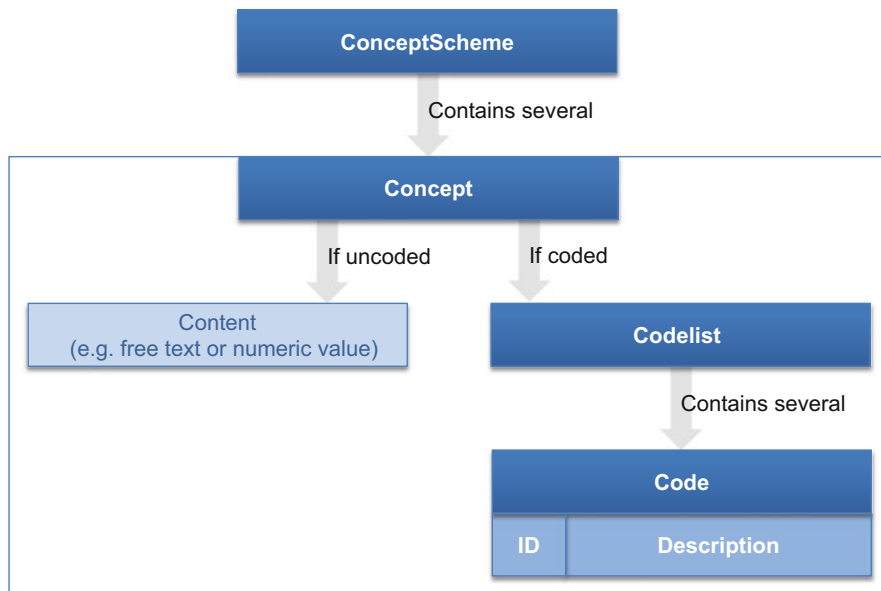 ConceptScheme
Contains several
Concept
If uncoded
If coded
Content
(e.g. free text or numeric value)
Codelist
Contains several
Code
ID
Description